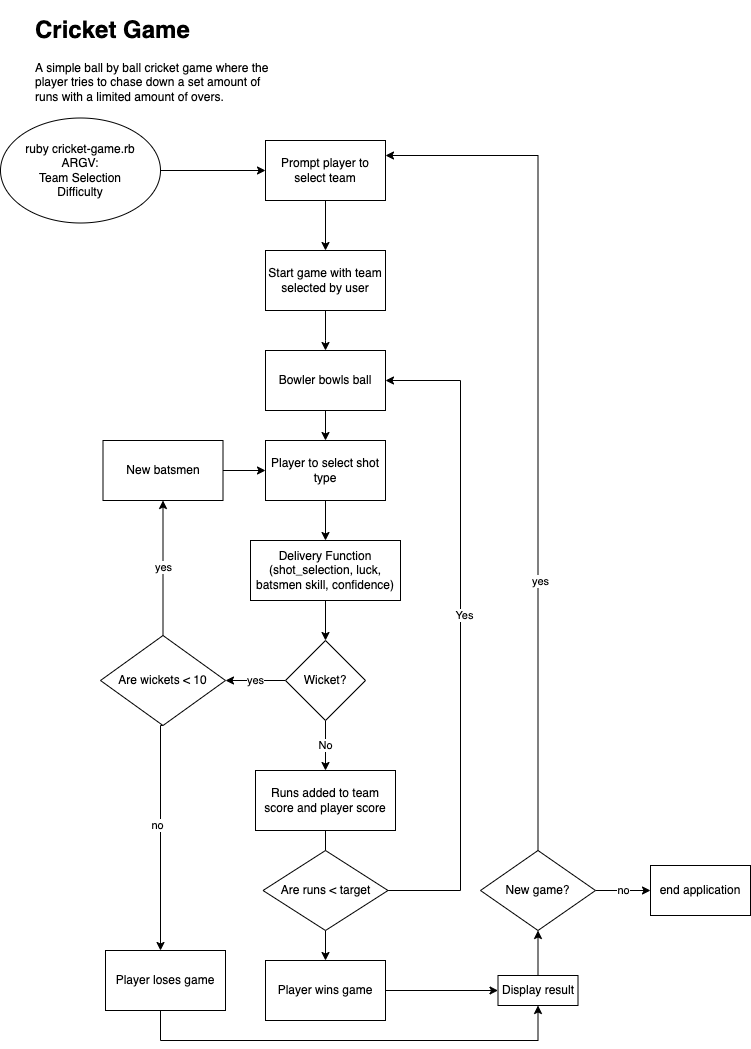 Cricket Game
A simple ball by ball cricket game where the
player tries to chase down a set amount of
runs with a limited amount of overs.
ruby cricket-game.rb
ARGV:
Team Selection
Difficulty
Prompt player to
select team
Start game with team
selected by user
Bowler bowls ball
New batsmen
Player to select shot
type
Delivery Function
(shot_selection, luck,
batsmen skill, confidence)
yes
yes
Yes
Are wickets < 10
yes
Wicket?
No
Runs added to team
score and player score
no
Are runs < target
New game?
no
end application
Player loses game
Player wins game
Display result